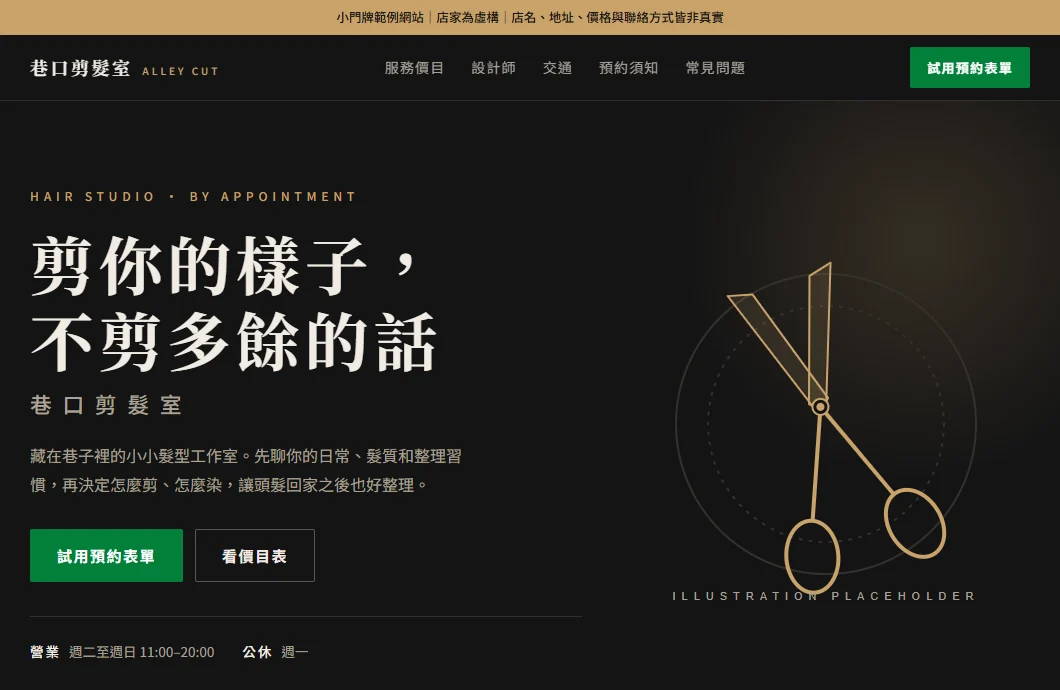 小門牌範例網站｜店家為虛構｜店名、地址、價格與聯絡方式皆非真實
巷口剪髮室 ALLEY CUT
服務價目 設計師 交通 預約須知 常見問題
試用預約表單
HAIR STUDIO · BY APPOINTMENT
剪你的樣子，
不剪多餘的話
巷口剪髮室
藏在巷子裡的小小髮型工作室。先聊你的日常、髮質和整理習
慣，再決定怎麼剪、怎麼染，讓頭髮回家之後也好整理。
試用預約表單 看價目表
ILLUSTRATION PLACEHOLDER
營業 週二至週日 11:00–20:00 公休 週一